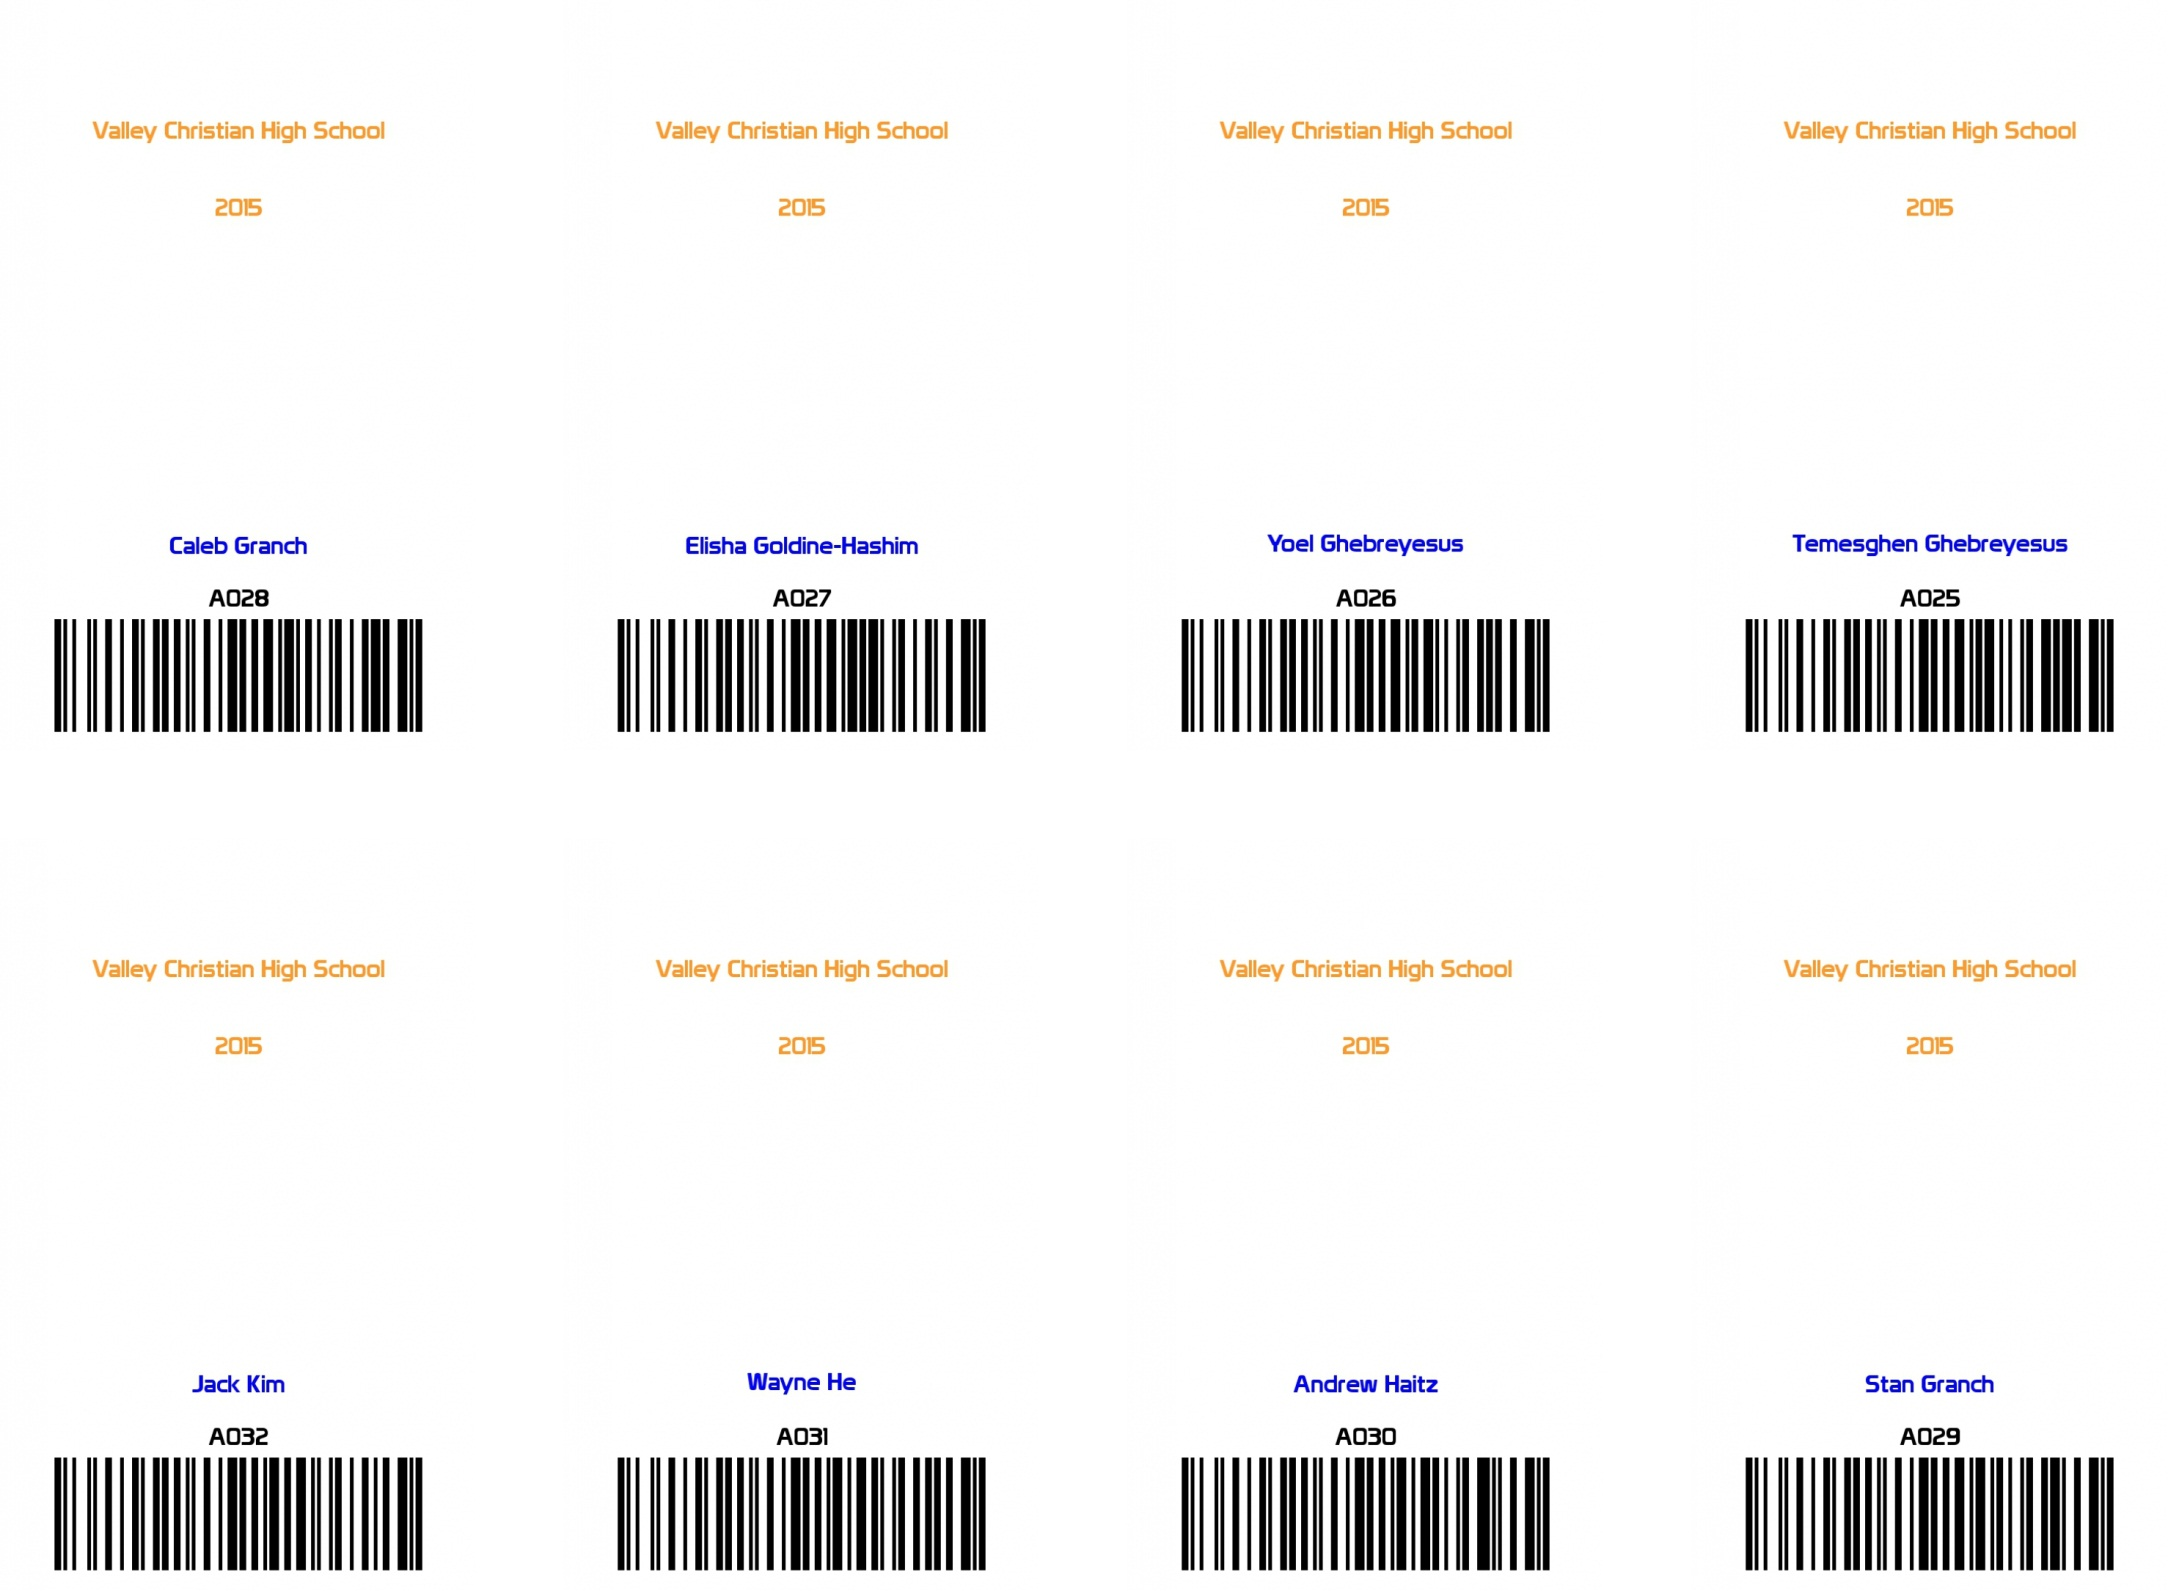 Valley Christian High School
2015
Caleb Granch
A028
Valley Christian High School
2015
Elisha Goldine-Hashim
A027
Valley Christian High School
2015
Yoel Ghebreyesus
A026
Valley Christian High School
2015
Temesghen Ghebreyesus
A025
Valley Christian High School
2015
Jack Kim
A032
Valley Christian High School
2015
Wayne He
A031
Valley Christian High School
2015
Andrew Haitz
A030
Valley Christian High School
2015
Stan Granch
A029